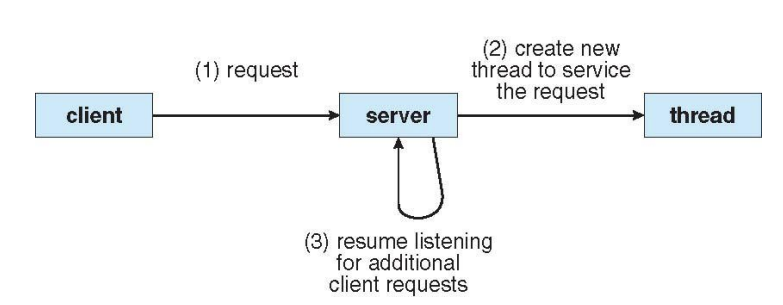 (1) request
(2) create new
thread to service
the request
client
server
thread
(3) resume listening
for additional
client requests